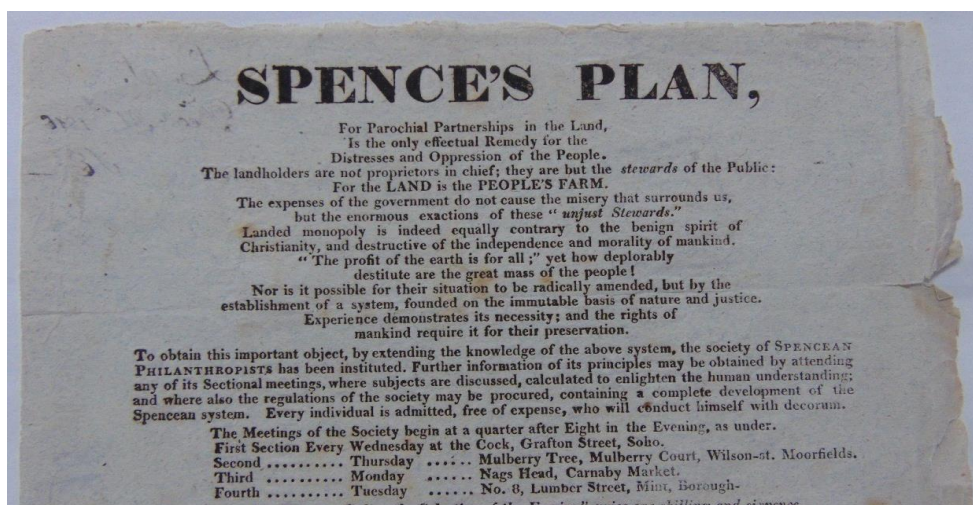 SPENCE'S PLAN,
For Parochial Partnerships in the Land,
Is the only effectual Remedy for the
Distresses and Oppression of the People.
The landholders are not proprietors in chief; they are but the stewards of the Public:
For the LAND is the PEOPLE'S FARM.
The expenses of the government do not cause the misery that surrounds us,
but the enormous exactions of these "unjust Stewards."
Landed monopoly is indeed equally contrary to the benign spirit of
Christianity, and destructive of the independence and morality of mankind.
"The profit of the earth is for all;" yet how deplorably
destitute are the great mass of the people!
Nor is it possible for their situation to be radically amended, but by the
establishment of a system, founded on the immutable basis of nature and justice.
Experience demonstrates its necessity; and the rights of
mankind require it for their preservation.
To obtain this important object, by extending the knowledge of the above system, the society of SPENCEAN
PHILANTHROPISTS has been instituted. Further information of its principles may be obtained by attending
any of its Sectional meetings, where subjects are discussed, calculated to enlighten the human understanding;
and where also the regulations of the society may be procured, containing a complete development of the
Spencean system. Every individual is admitted, free of expense, who will conduct himself with decorum.
The Meetings of the Society begin at a quarter after Eight in the Evening, as under.
First Section Every Wednesday at the Cock, Grafton Street, Soho.
Second .......... Thursday ...... Mulberry Tree, Mulberry Court, Wilson-st. Moorfields.
Third .......... Monday ...... Nags Head, Carnaby Market.
Fourth .......... Tuesday ...... No. 8, Lumber Street, Mint, Borough-